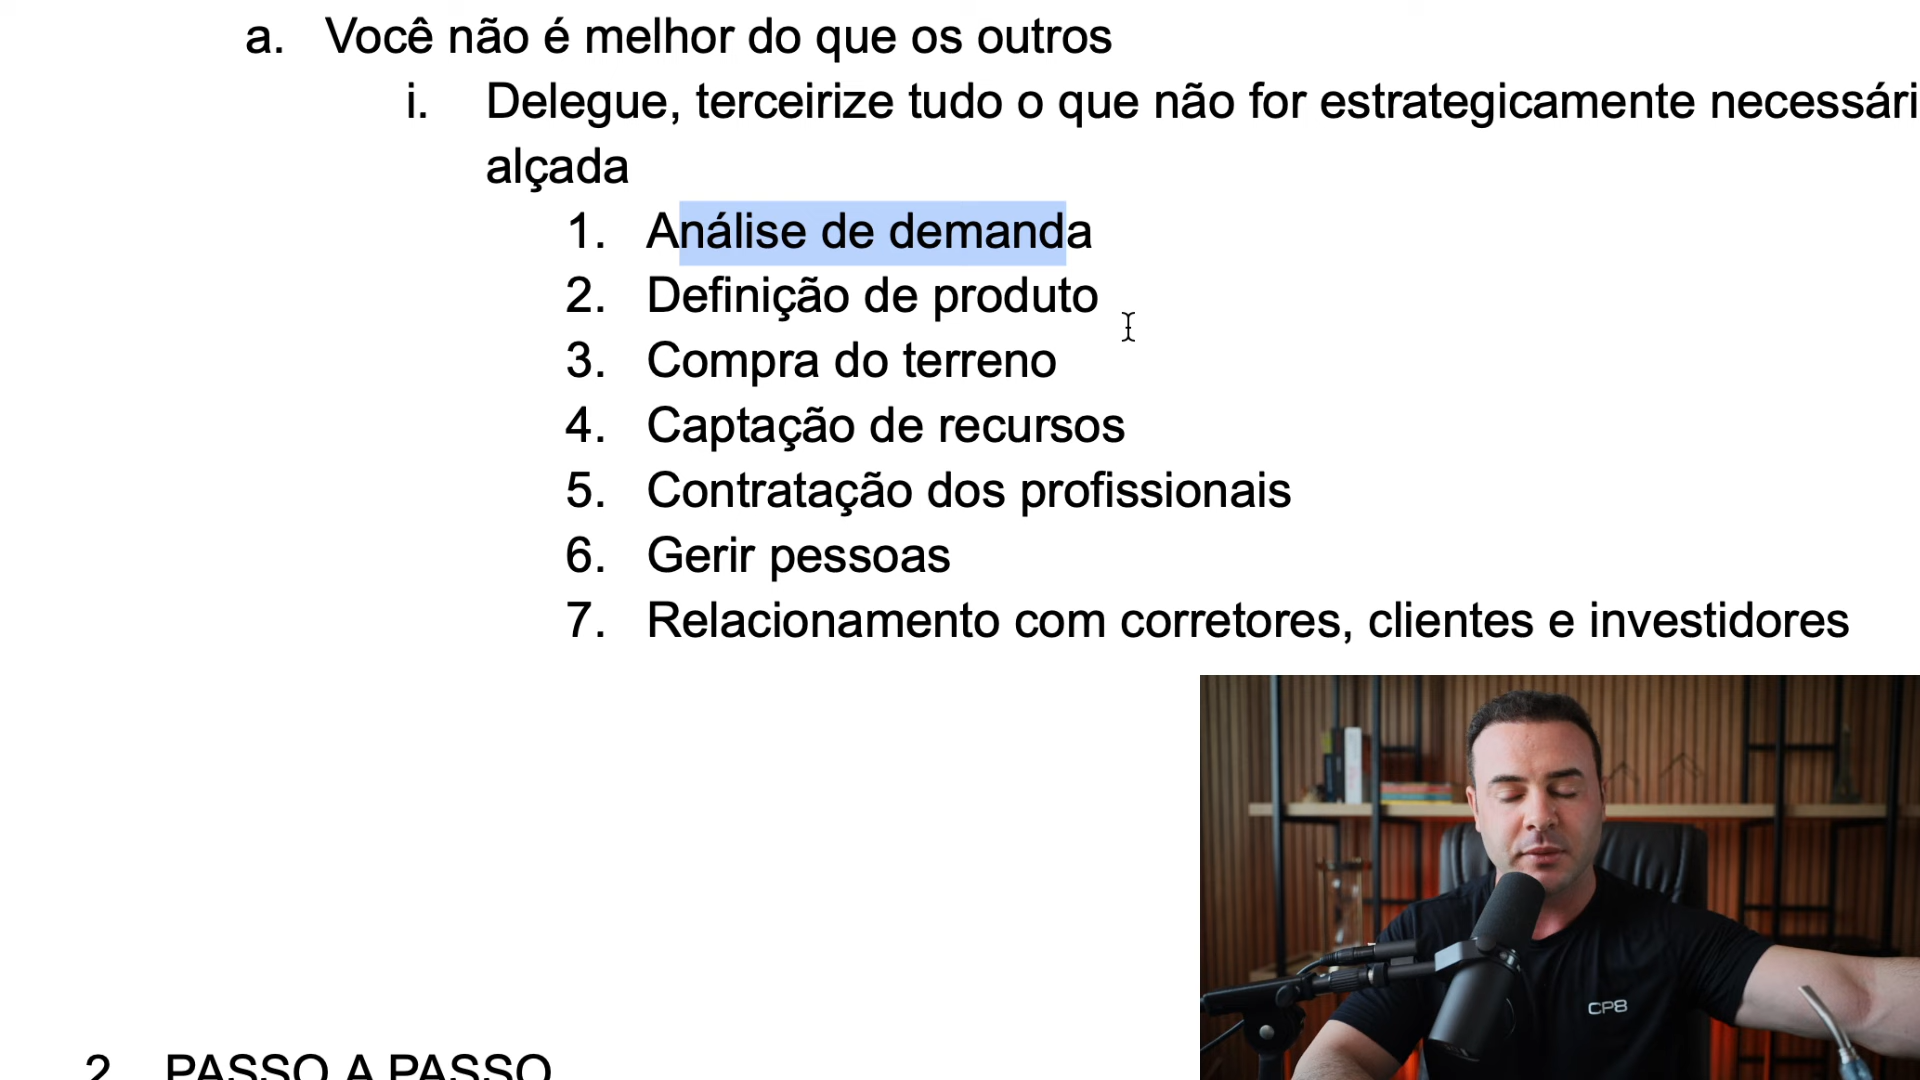 a. Você não é melhor do que os outros
i. Delegue, terceirize tudo o que não for estrategicamente necessári
alçada
1. Análise de demanda
2. Definição de produto
3. Compra do terreno
4. Captação de recursos
5. Contratação dos profissionais
6. Gerir pessoas
7. Relacionamento com corretores, clientes e investidores
CP8
2 PASSO A PASSO